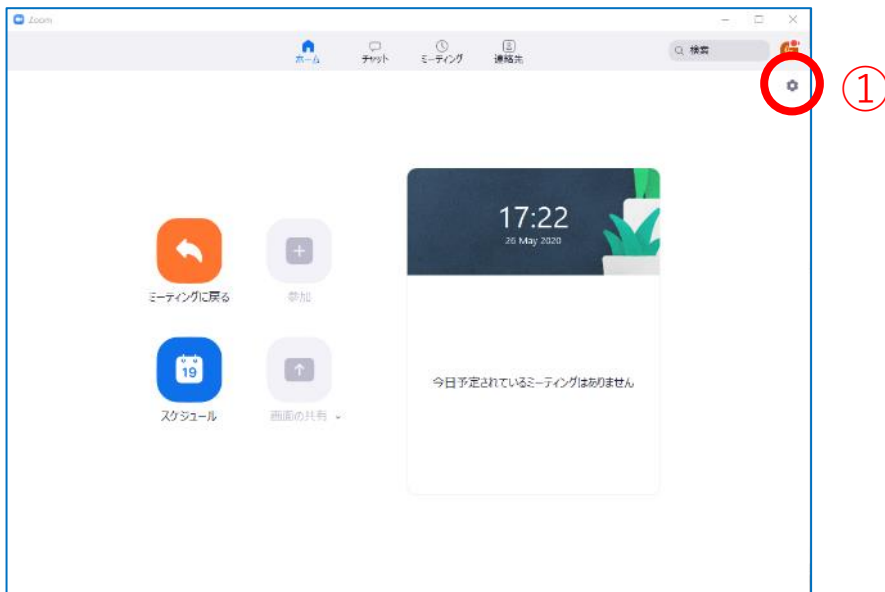 Zoom
ホーム
チャット
ミーティング
連絡先
検索
①
17:22
26 May 2020
ミーティングに戻る
参加
19
スケジュール
画面の共有
今日予定されているミーティングはありません